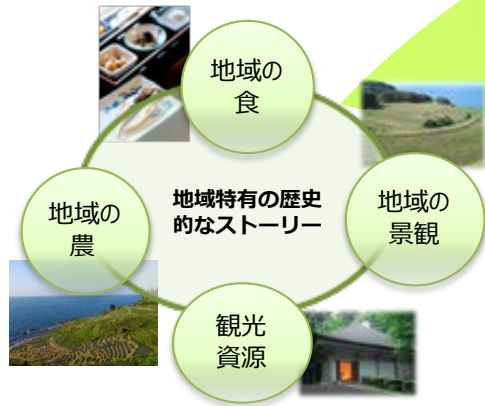 地域の
食
地域特有の歴史
的なストーリー
地域の
農
地域の
景観
観光
資源